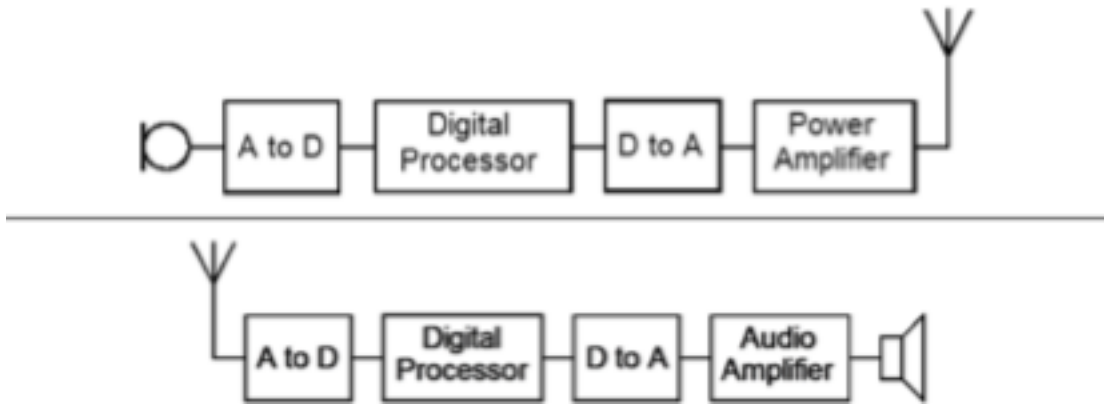 A to D
Digital
Processor
D to A
Power
Amplifier
A to D
Digital
Processor
D to A
Audio
Amplifier